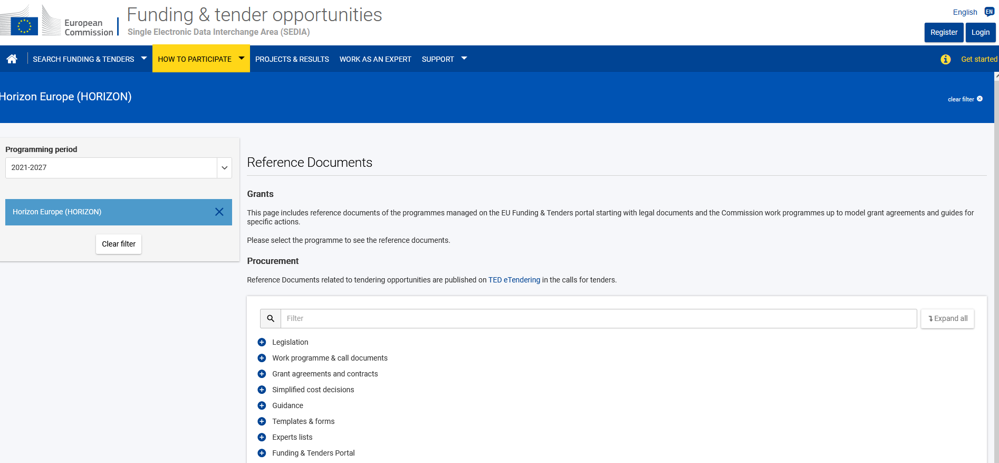 European
Commission
Funding & tender opportunities
Single Electronic Data Interchange Area (SEDIA)
English EN
Register Login
SEARCH FUNDING & TENDERS HOW TO PARTICIPATE PROJECTS & RESULTS WORK AS AN EXPERT SUPPORT Get started
Horizon Europe (HORIZON)
clear filter
Programming period
2021-2027
Horizon Europe (HORIZON)
Clear filter
Reference Documents
Grants
This page includes reference documents of the programmes managed on the EU Funding & Tenders portal starting with legal documents and the Commission work programmes up to model grant agreements and guides for
specific actions.
Please select the programme to see the reference documents.
Procurement
Reference Documents related to tendering opportunities are published on TED eTendering in the calls for tenders.
Filter
Expand all
Legislation
Work programme & call documents
Grant agreements and contracts
Simplified cost decisions
Guidance
Templates & forms
Experts lists
Funding & Tenders Portal